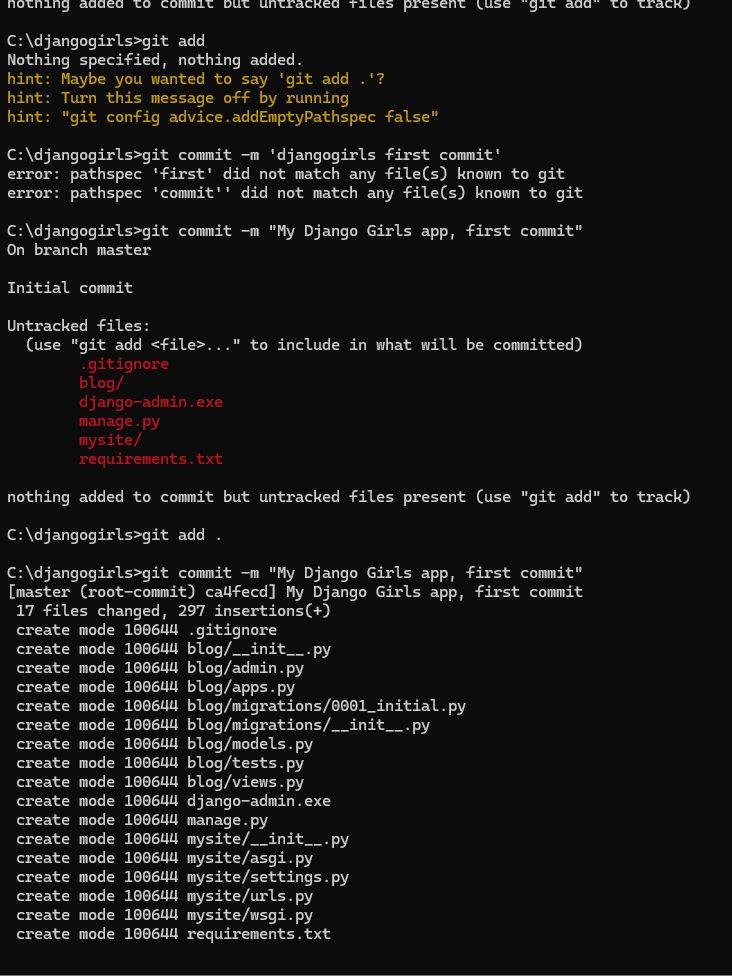 nothing added to commit but untracked files present (use "git add" to track)
C:\djangogirls>git add
Nothing specified, nothing added.
hint: Maybe you wanted to say 'git add .'?
hint: Turn this message off by running
hint: "git config advice.addEmptyPathspec false"
C:\djangogirls>git commit -m 'djangogirls first commit'
error: pathspec 'first' did not match any file(s) known to git
error: pathspec 'commit'' did not match any file(s) known to git
C:\djangogirls>git commit -m "My Django Girls app, first commit"
On branch master
Initial commit
Untracked files:
  (use "git add <file>..." to include in what will be committed)
        .gitignore
        blog/
        django-admin.exe
        manage.py
        mysite/
        requirements.txt
nothing added to commit but untracked files present (use "git add" to track)
C:\djangogirls>git add .
C:\djangogirls>git commit -m "My Django Girls app, first commit"
[master (root-commit) ca4fecd] My Django Girls app, first commit
 17 files changed, 297 insertions(+)
 create mode 100644 .gitignore
 create mode 100644 blog/__init__.py
 create mode 100644 blog/admin.py
 create mode 100644 blog/apps.py
 create mode 100644 blog/migrations/0001_initial.py
 create mode 100644 blog/migrations/__init__.py
 create mode 100644 blog/models.py
 create mode 100644 blog/tests.py
 create mode 100644 blog/views.py
 create mode 100644 django-admin.exe
 create mode 100644 manage.py
 create mode 100644 mysite/__init__.py
 create mode 100644 mysite/asgi.py
 create mode 100644 mysite/settings.py
 create mode 100644 mysite/urls.py
 create mode 100644 mysite/wsgi.py
 create mode 100644 requirements.txt